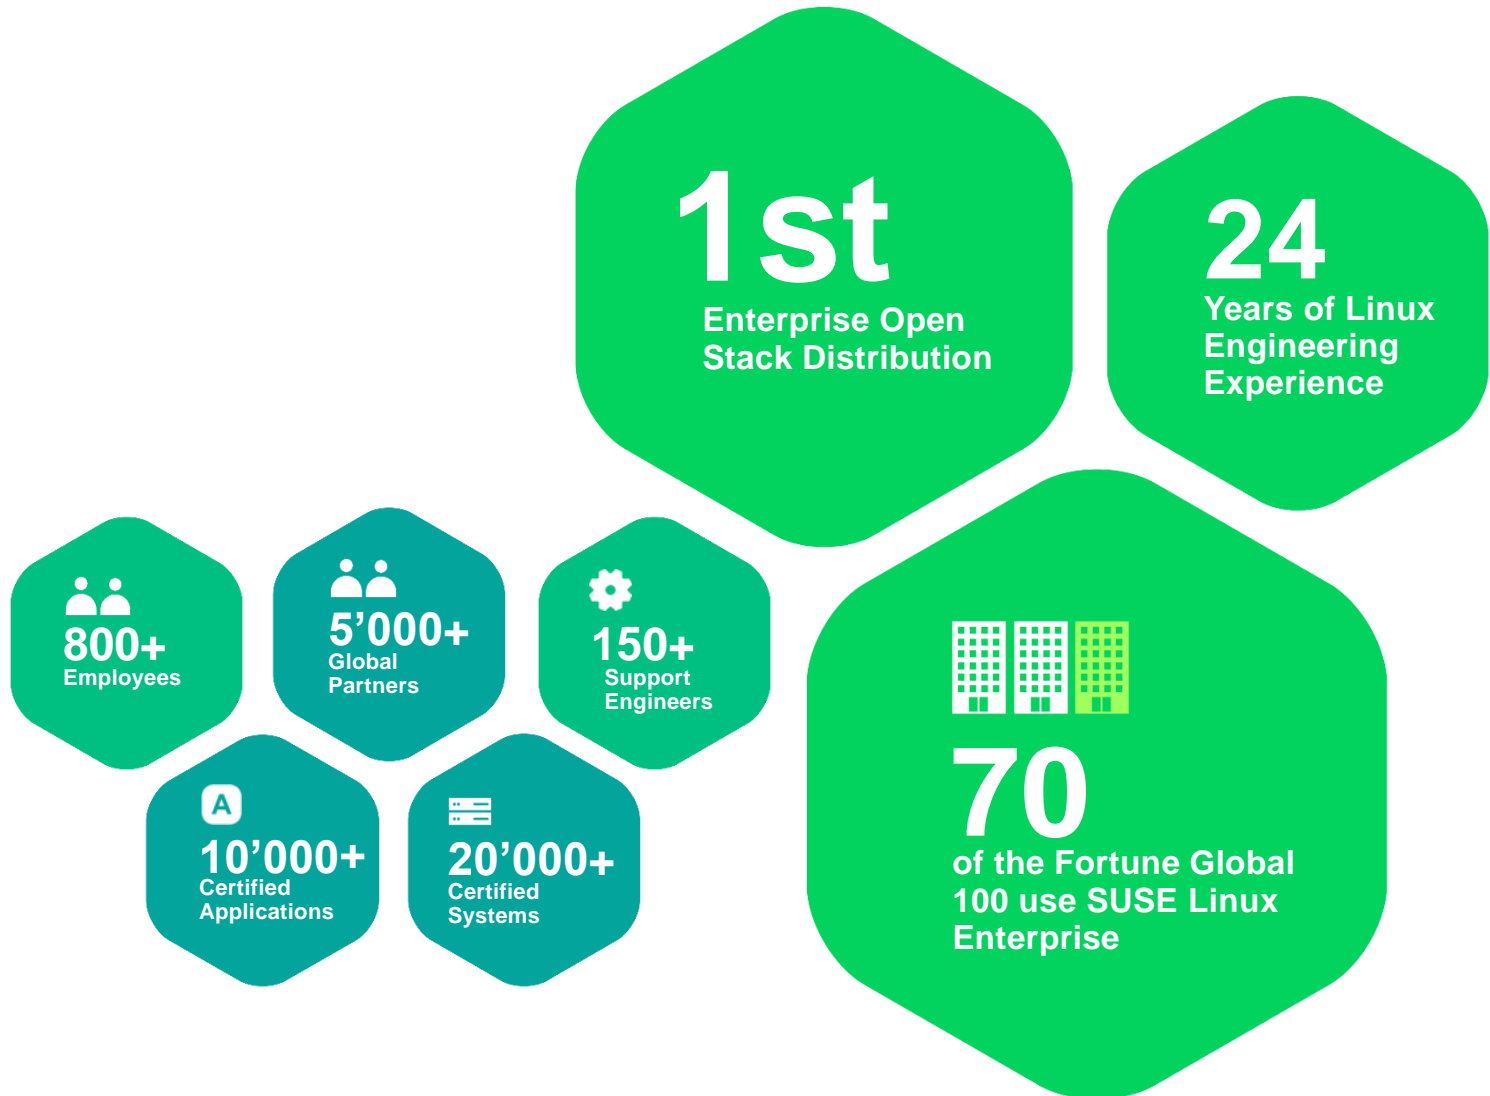 1st
Enterprise Open
Stack Distribution
24
Years of Linux
Engineering
Experience
800+
Employees
5’000+
Global
Partners
150+
Support
Engineers
A
10’000+
Certified
Applications
20’000+
Certified
Systems
70
of the Fortune Global
100 use SUSE Linux
Enterprise